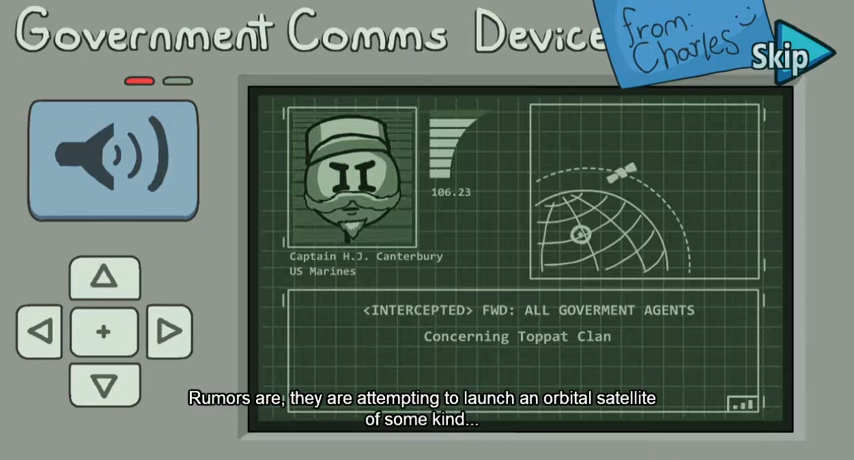 Government Comms Device
from:
Charles
Skip
106.23
Captain H.J. Canterbury
US Marines
<INTERCEPTED> FWD: ALL GOVERMENT AGENTS
Concerning Toppat Clan
Rumors are, they are attempting to launch an orbital satellite
of some kind...